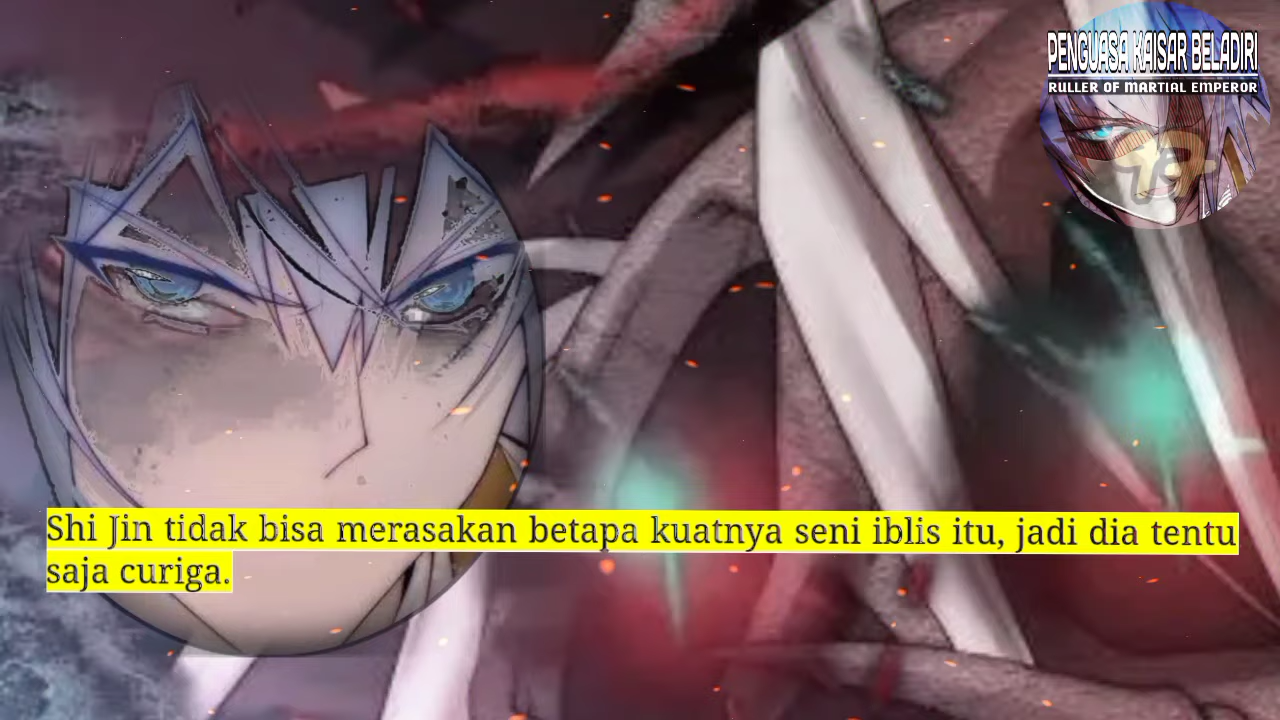 PENGUASA KAISAR BELADIRI
RULLER OF MARTIAL EMPEROR
Shi Jin tidak bisa merasakan betapa kuatnya seni iblis itu, jadi dia tentu
saja curiga.